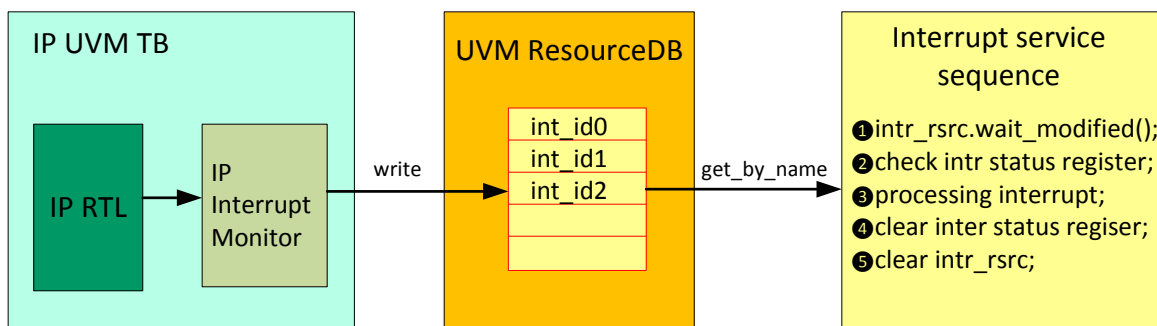 IP UVM TB
IP RTL
IP
Interrupt
Monitor
write
UVM ResourceDB
int_id0
int_id1
int_id2
get_by_name
Interrupt service
sequence
❶intr_rsrc.wait_modified();
❷check intr status register;
❸processing interrupt;
❹clear inter status regiser;
❺clear intr_rsrc;